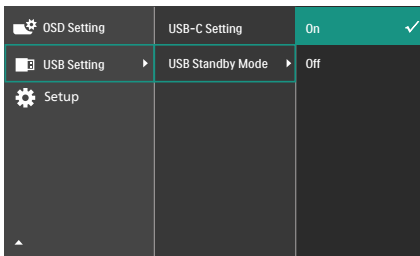 OSD Setting
USB Setting
Setup
USB-C Setting
USB Standby Mode
On
Off